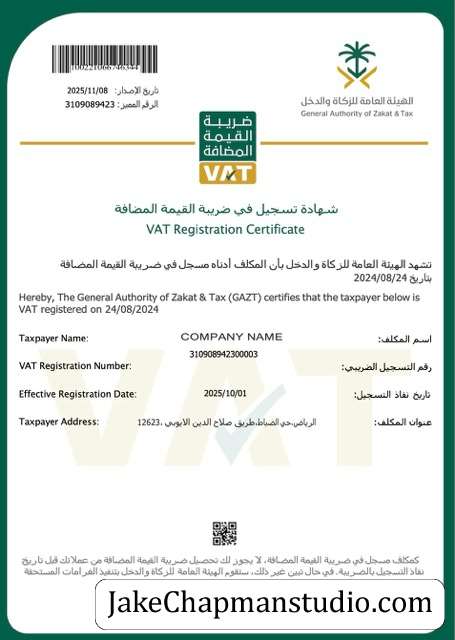 100221066746344
تاريخ الإصدار: 2025/11/08
الرقم المميز: 3109089423
الهيئة العامة للزكاة والدخل
General Authority of Zakat & Tax
ضريبة
القيمة
المضافة
VAT
شهادة تسجيل في ضريبة القيمة المضافة
VAT Registration Certificate
تشهد الهيئة العامة للزكاة والدخل بأن المكلف أدناه مسجل في ضريبة القيمة المضافة
بتاريخ 2024/08/24
Hereby, The General Authority of Zakat & Tax (GAZT) certifies that the taxpayer below is
VAT registered on 24/08/2024
Taxpayer Name: COMPANY NAME اسم المكلف:
VAT Registration Number: 310908942300003 رقم التسجيل الضريبي:
Effective Registration Date: 2025/10/01 تاريخ نفاذ التسجيل:
Taxpayer Address: الرياض،حي الضباط،طريق صلاح الدين الايوبي ،12623 عنوان المكلف:
VAT
كمكلف مسجل في ضريبة القيمة المضافة، لا يجوز لك تحصيل ضريبة القيمة المضافة من عملائك قبل تاريخ
نفاذ التسجيل بالضريبة. في حال تبين غير ذلك، ستقوم الهيئة العامة للزكاة والدخل بتنفيذ الغرامات المستحقة
JakeChapmanstudio.com